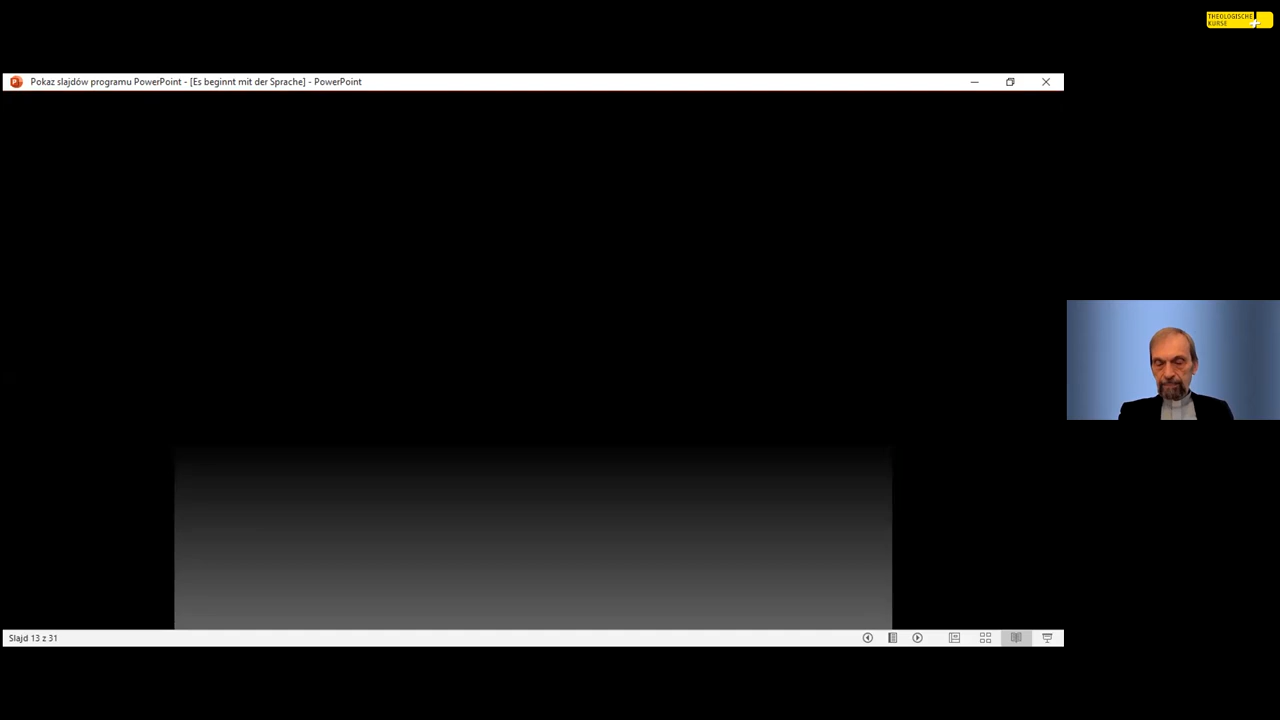 THEOLOGISCHE
KURSE
Pokaz slajdów programu PowerPoint - [Es beginnt mit der Sprache] - PowerPoint
Slajd 13 z 31